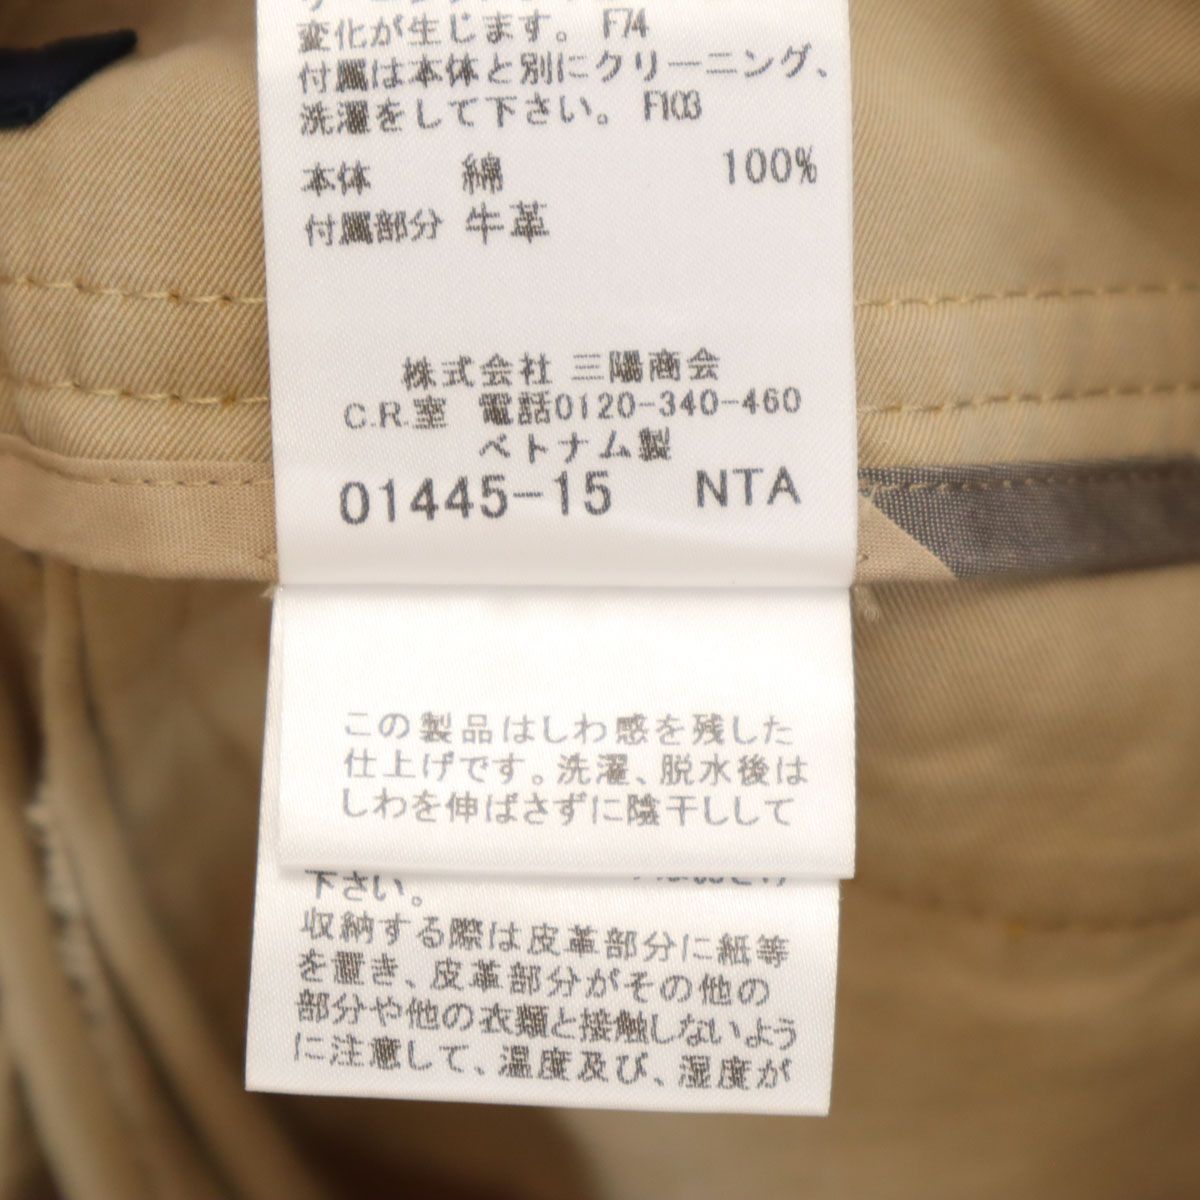 変化が生じます。F74
付属は本体と別にクリーニング、
洗濯をして下さい。F103
本体 綿 100%
付属部分 牛革
株式会社 三陽商会
C.R.室 電話0120-340-460
ベトナム製
01445-15 NTA
この製品はしわ感を残した
仕上げです。洗濯、脱水後は
しわを伸ばさずに陰干しして
下さい。
収納する際は皮革部分に紙等
を置き、皮革部分がその他の
部分や他の衣類と接触しないよう
に注意して、温度及び、湿度が